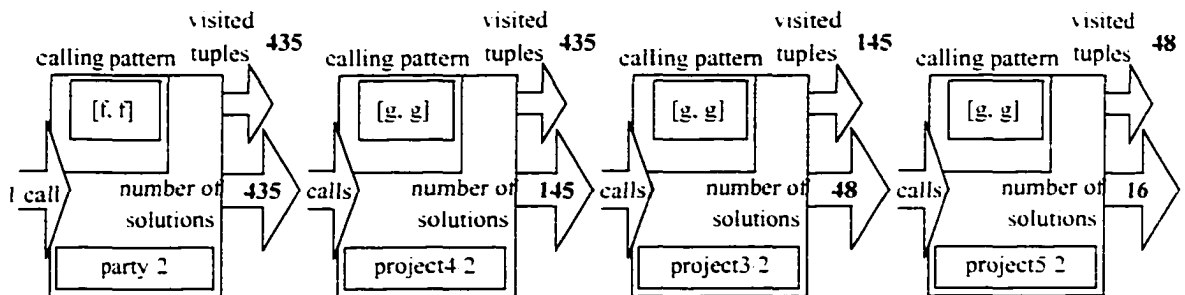 visited tuples 435
calling pattern
[f, f]
1 call
number of solutions
435
party 2
visited tuples 435
calling pattern
[g, g]
calls
number of solutions
145
project4 2
visited tuples 145
calling pattern
[g, g]
calls
number of solutions
48
project3 2
visited tuples 48
calling pattern
[g, g]
calls
number of solutions
16
project5 2